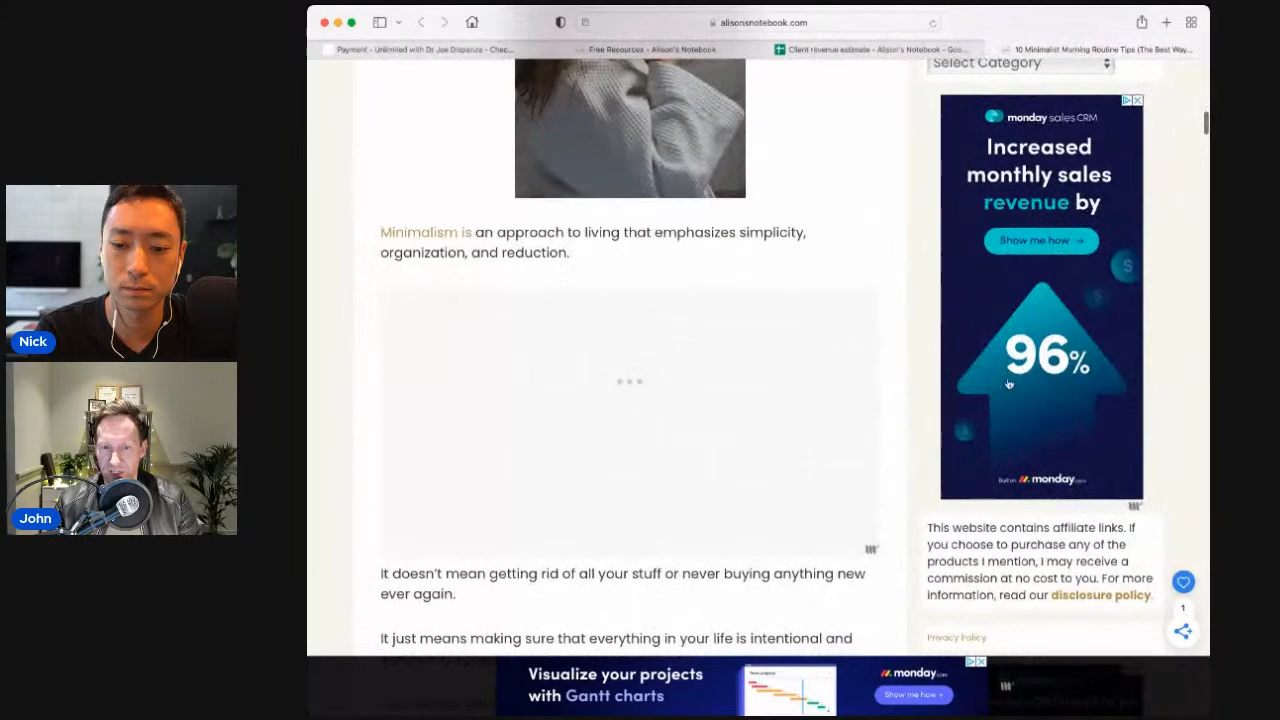 alisonsnotebook.com
Payment - Unlimited with Dr Joe Dispenza - Chec...
Free Resources - Alison's Notebook
Client revenue estimate - Alison's Notebook - Goo...
10 Minimalist Morning Routine Tips (The Best Way...
Select Category
monday sales CRM
Increased
monthly sales
revenue by
Show me how →
96%
Built on monday.com
Minimalism is an approach to living that emphasizes simplicity,
organization, and reduction.
It doesn't mean getting rid of all your stuff or never buying anything new
ever again.
It just means making sure that everything in your life is intentional and
This website contains affiliate links. If
you choose to purchase any of the
products I mention, I may receive a
commission at no cost to you. For more
information, read our disclosure policy.
Privacy Policy
1
Visualize your projects
with Gantt charts
monday.com
Show me how →
Nick
John